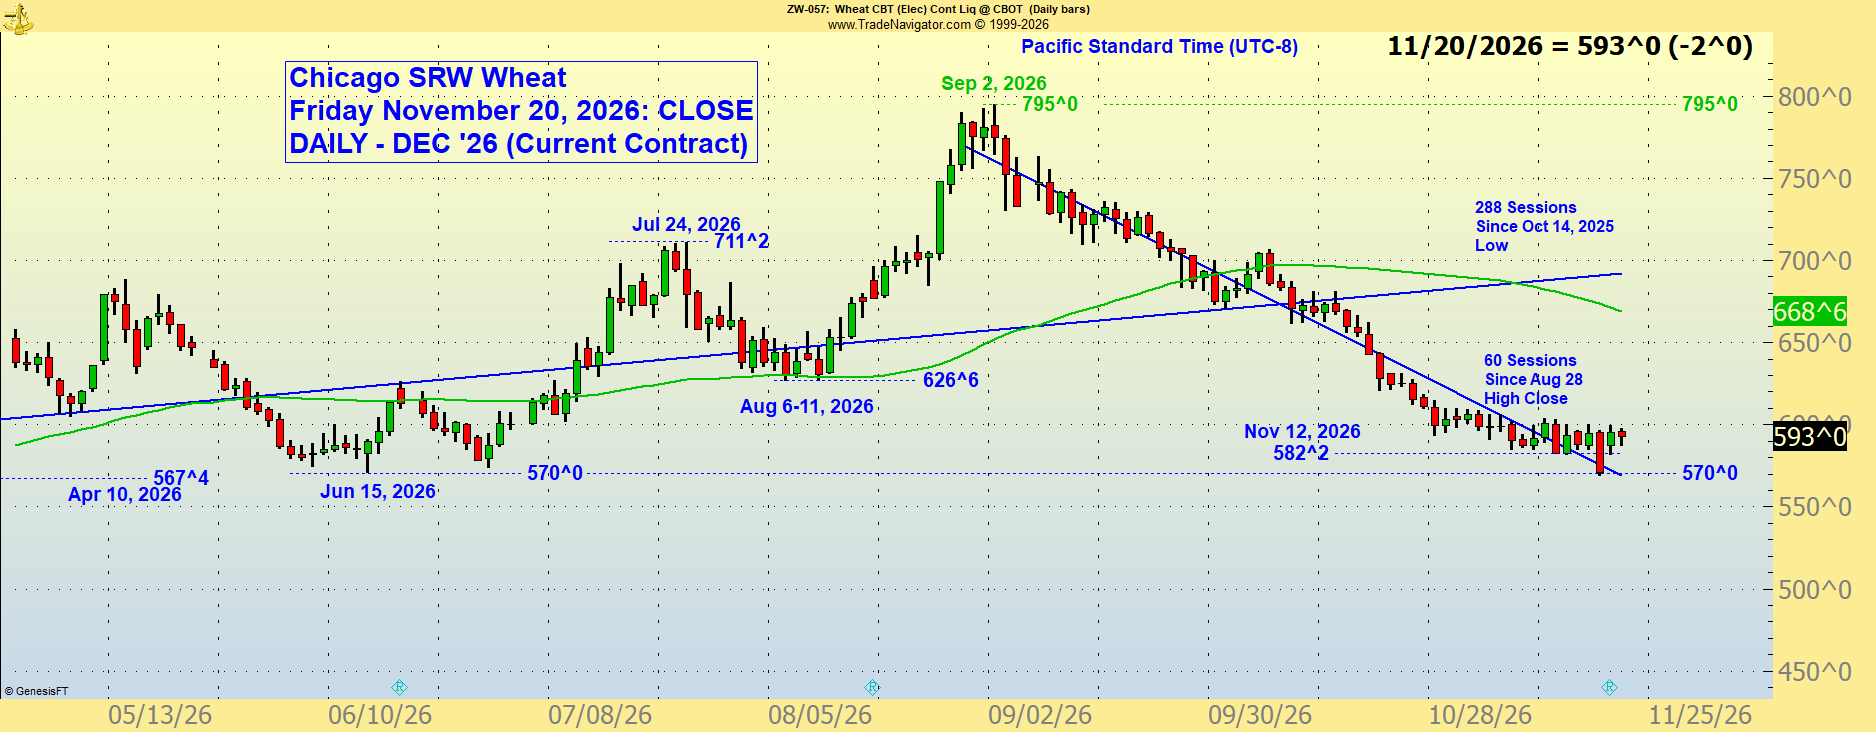 ZW-057: Wheat CBT (Elec) Cont Liq @ CBOT (Daily bars)
www.TradeNavigator.com © 1999-2026
Pacific Standard Time (UTC-8)
11/20/2026 = 593^0 (-2^0)
Chicago SRW Wheat
Friday November 20, 2026: CLOSE
DAILY - DEC '26 (Current Contract)
Sep 2, 2026
795^0
795^0
800^0
750^0
288 Sessions
Since Oct 14, 2025
Low
Jul 24, 2026
711^2
700^0
668^6
650^0
60 Sessions
Since Aug 28
High Close
626^6
Aug 6-11, 2026
Nov 12, 2026
582^2
600^0
593^0
567^4
Apr 10, 2026
Jun 15, 2026
570^0
570^0
550^0
500^0
450^0
© GenesisFT
R
R
R
05/13/26
06/10/26
07/08/26
08/05/26
09/02/26
09/30/26
10/28/26
11/25/26